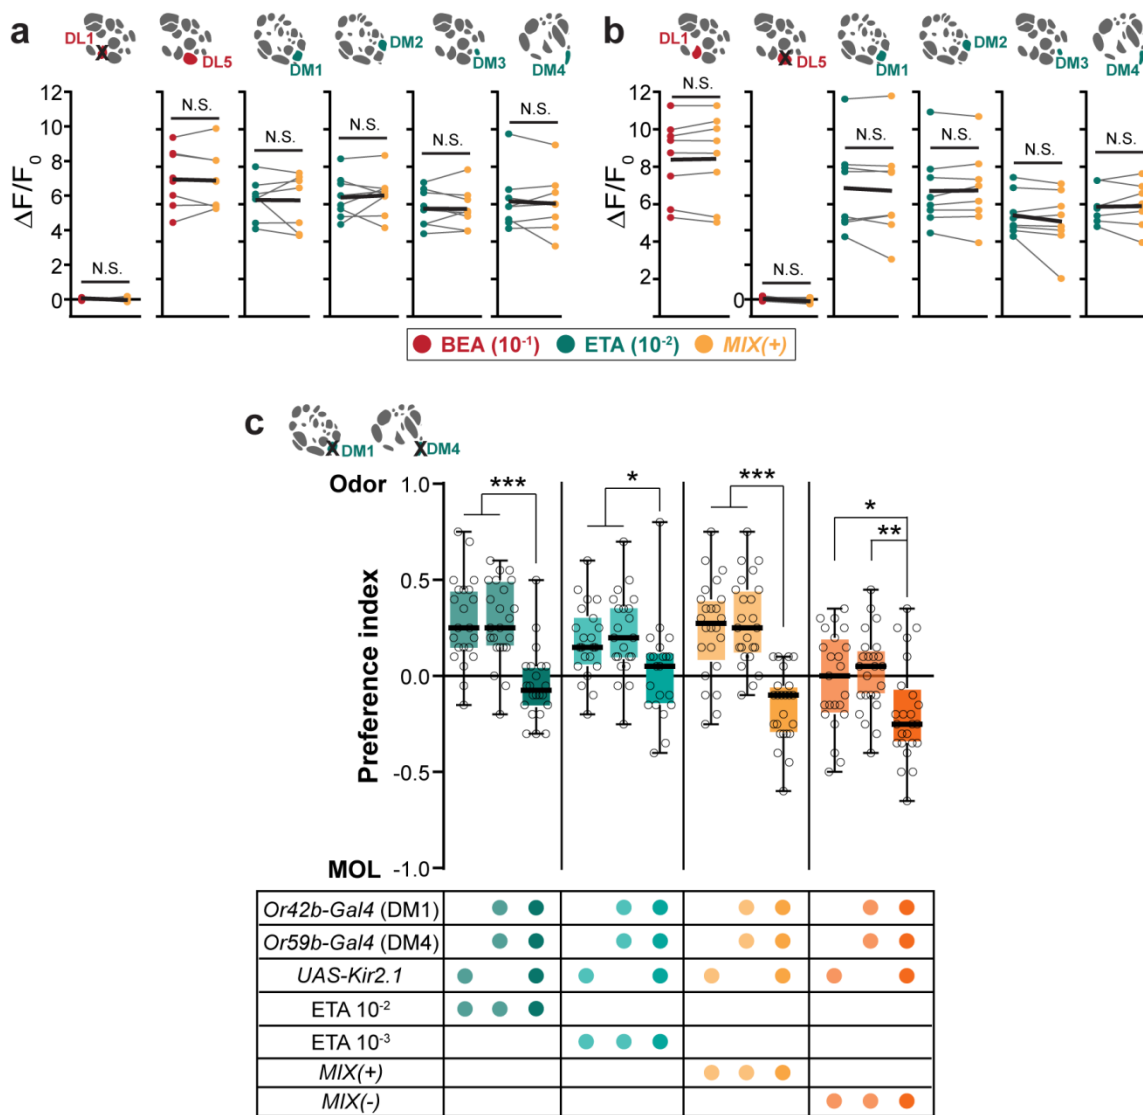 a
DL1
X
DL5
DM1
DM2
DM3
DM4
b
DL1
X
DL5
DM1
DM2
DM3
DM4
ΔF/F0
12
10
8
6
4
2
0
N.S.
N.S.
N.S.
N.S.
N.S.
N.S.
12
10
8
6
4
2
0
N.S.
N.S.
N.S.
N.S.
N.S.
N.S.
BEA (10-1) ETA (10-2) MIX(+)
c
X DM1
X DM4
Odor
1.0
0.5
0.0
-0.5
-1.0
MOL
Preference index
***
*
***
*
**
Or42b-Gal4 (DM1)
Or59b-Gal4 (DM4)
UAS-Kir2.1
ETA 10-2
ETA 10-3
MIX(+)
MIX(-)